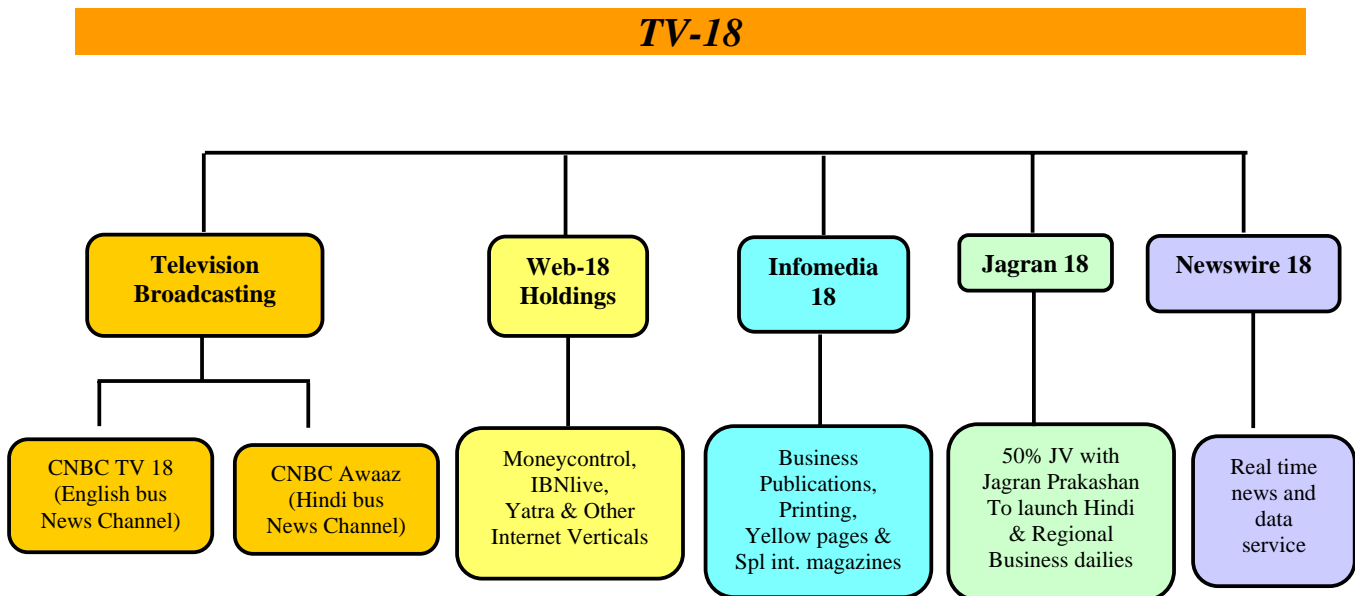 TV-18
Television
Broadcasting
Web-18
Holdings
Infomedia
18
Jagran 18
Newswire 18
CNBC TV 18
(English bus
News Channel)
CNBC Awaaz
(Hindi bus
News Channel)
Moneycontrol,
IBNlive,
Yatra & Other
Internet Verticals
Business
Publications,
Printing,
Yellow pages &
Spl int. magazines
50% JV with
Jagran Prakashan
To launch Hindi
& Regional
Business dailies
Real time
news and
data
service